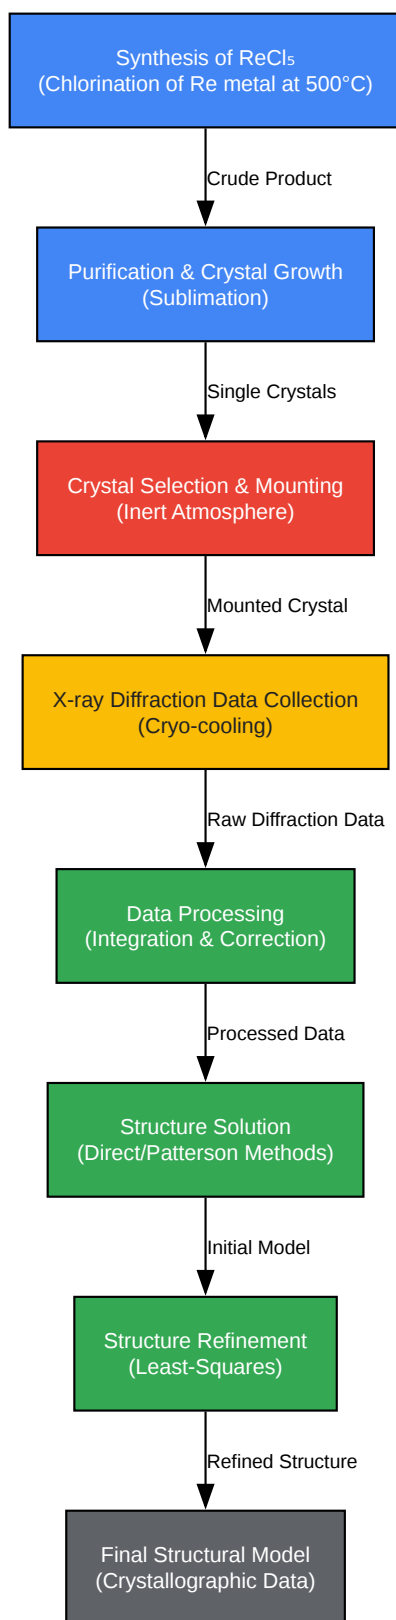 Synthesis of ReCl₅
(Chlorination of Re metal at 500°C)
Crude Product
Purification & Crystal Growth
(Sublimation)
Single Crystals
Crystal Selection & Mounting
(Inert Atmosphere)
Mounted Crystal
X-ray Diffraction Data Collection
(Cryo-cooling)
Raw Diffraction Data
Data Processing
(Integration & Correction)
Processed Data
Structure Solution
(Direct/Patterson Methods)
Initial Model
Structure Refinement
(Least-Squares)
Refined Structure
Final Structural Model
(Crystallographic Data)